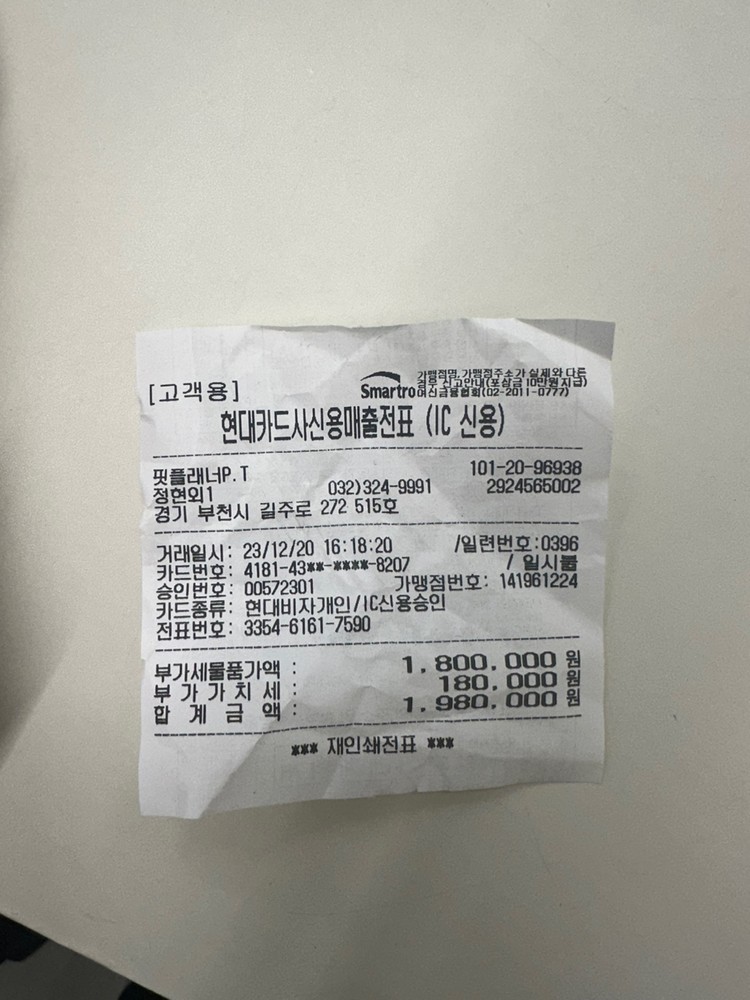 [고객용]
Smartro
가맹점명,가맹점주소가 실제와 다른
경우 신고안내(포상금 10만원 지급)
여신금융협회(02-2011-0777)
현대카드사신용매출전표 (IC 신용)
핏플래너P.T 101-20-96938
정현외1 032)324-9991 2924565002
경기 부천시 길주로 272 515호
거래일시: 23/12/20 16:18:20 /일련번호:0396
카드번호: 4181-43**-****-8207 / 일시불
승인번호: 00572301 가맹점번호: 141961224
카드종류: 현대비자개인/IC신용승인
전표번호: 3354-6161-7590
부가세물품가액 : 1,800,000 원
부 가 가 치 세 : 180,000 원
합 계 금 액 : 1,980,000 원
*** 재인쇄전표 ***